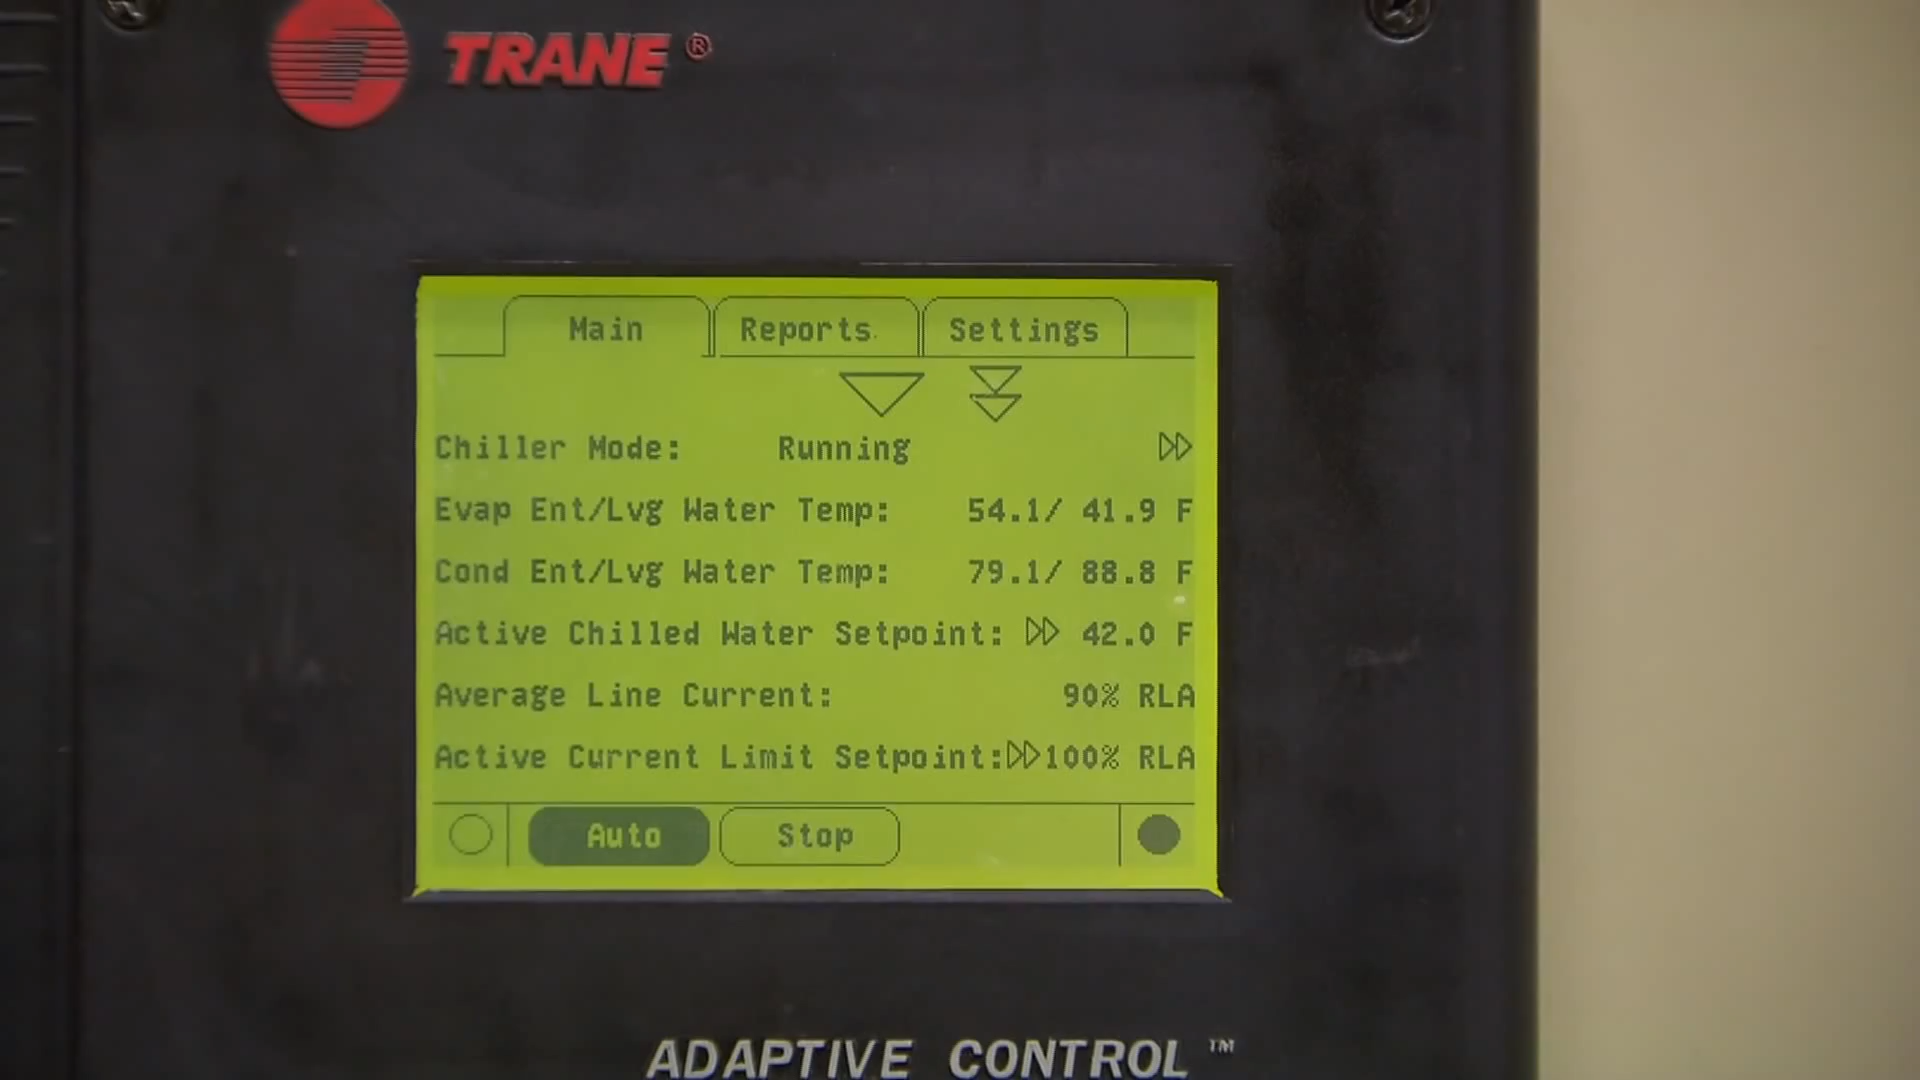 TRANE ®
Main Reports Settings
Chiller Mode: Running
Evap Ent/Lvg Water Temp: 54.1/ 41.9 F
Cond Ent/Lvg Water Temp: 79.1/ 88.8 F
Active Chilled Water Setpoint: 42.0 F
Average Line Current: 90% RLA
Active Current Limit Setpoint: 100% RLA
Auto Stop
ADAPTIVE CONTROL™